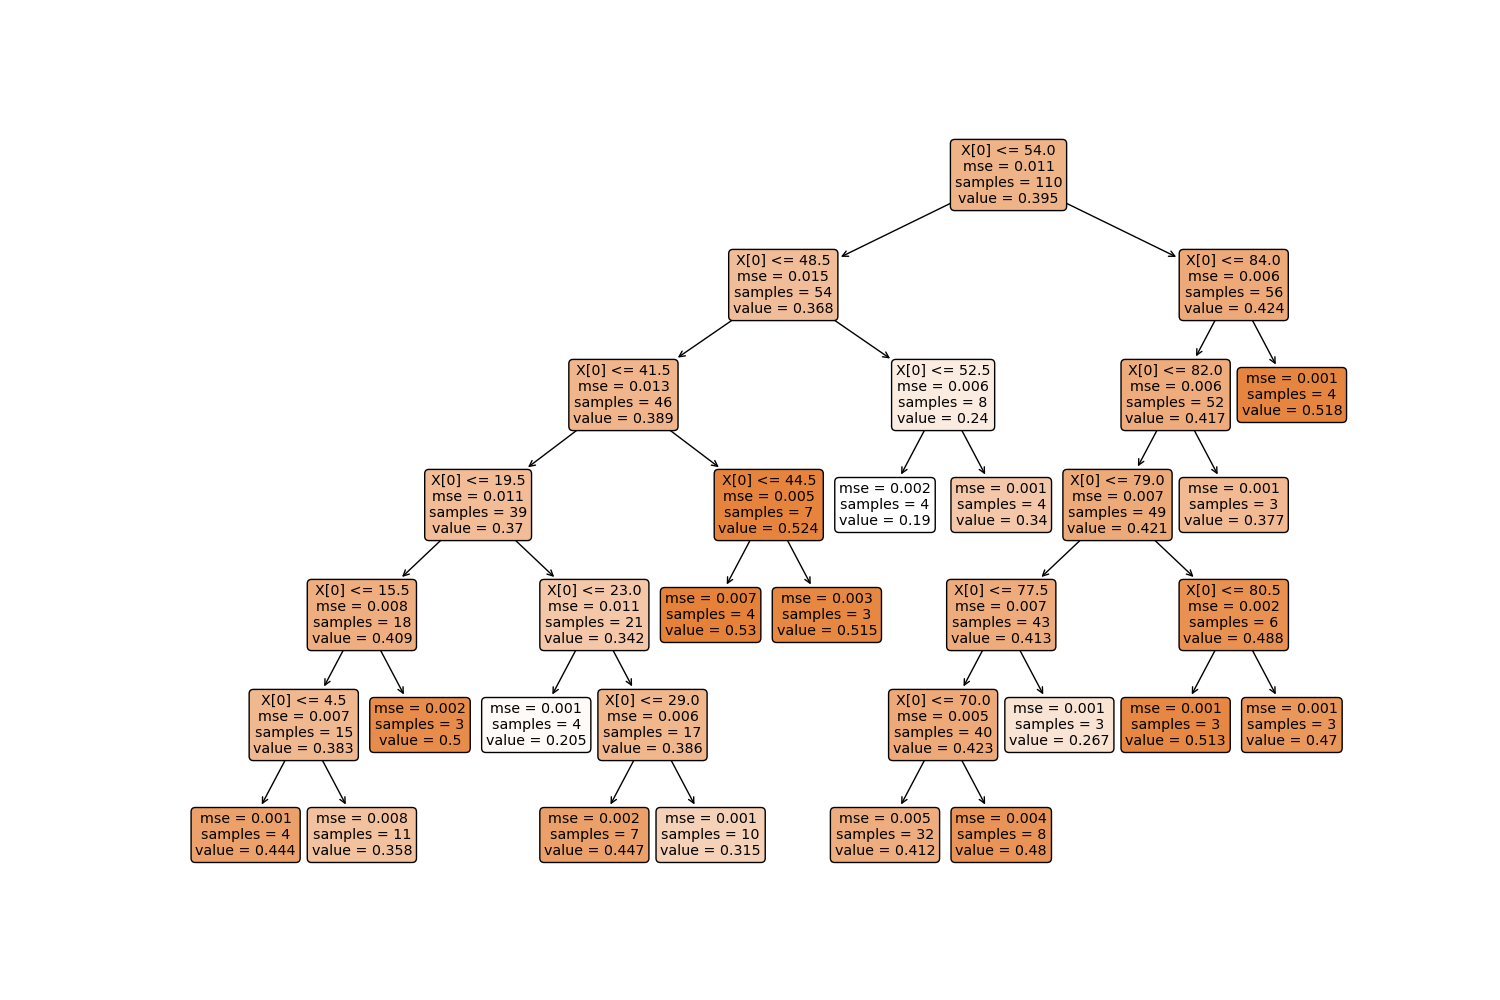 X[0] <= 54.0
mse = 0.011
samples = 110
value = 0.395
X[0] <= 48.5
mse = 0.015
samples = 54
value = 0.368
X[0] <= 84.0
mse = 0.006
samples = 56
value = 0.424
X[0] <= 41.5
mse = 0.013
samples = 46
value = 0.389
X[0] <= 52.5
mse = 0.006
samples = 8
value = 0.24
X[0] <= 82.0
mse = 0.006
samples = 52
value = 0.417
mse = 0.001
samples = 4
value = 0.518
X[0] <= 19.5
mse = 0.011
samples = 39
value = 0.37
X[0] <= 44.5
mse = 0.005
samples = 7
value = 0.524
mse = 0.002
samples = 4
value = 0.19
mse = 0.001
samples = 4
value = 0.34
X[0] <= 79.0
mse = 0.007
samples = 49
value = 0.421
mse = 0.001
samples = 3
value = 0.377
X[0] <= 15.5
mse = 0.008
samples = 18
value = 0.409
X[0] <= 23.0
mse = 0.011
samples = 21
value = 0.342
mse = 0.007
samples = 4
value = 0.53
mse = 0.003
samples = 3
value = 0.515
X[0] <= 77.5
mse = 0.007
samples = 43
value = 0.413
X[0] <= 80.5
mse = 0.002
samples = 6
value = 0.488
X[0] <= 4.5
mse = 0.007
samples = 15
value = 0.383
mse = 0.002
samples = 3
value = 0.5
mse = 0.001
samples = 4
value = 0.205
X[0] <= 29.0
mse = 0.006
samples = 17
value = 0.386
X[0] <= 70.0
mse = 0.005
samples = 40
value = 0.423
mse = 0.001
samples = 3
value = 0.267
mse = 0.001
samples = 3
value = 0.513
mse = 0.001
samples = 3
value = 0.47
mse = 0.001
samples = 4
value = 0.444
mse = 0.008
samples = 11
value = 0.358
mse = 0.002
samples = 7
value = 0.447
mse = 0.001
samples = 10
value = 0.315
mse = 0.005
samples = 32
value = 0.412
mse = 0.004
samples = 8
value = 0.48